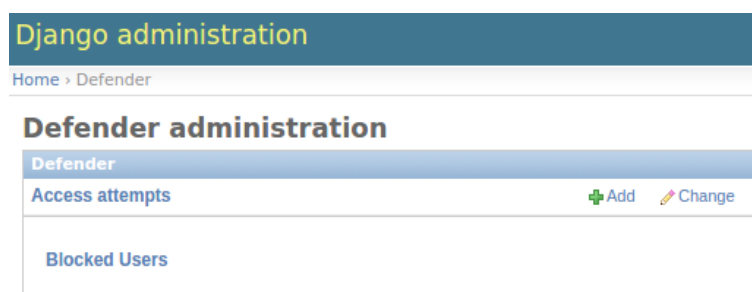 Django administration
Home › Defender
Defender administration
Defender
Access attempts Add Change
Blocked Users